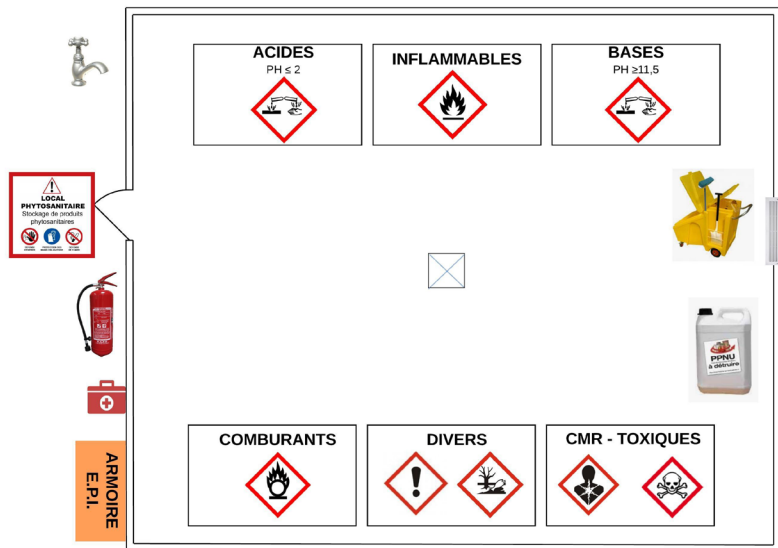 ACIDES
PH ≤ 2
INFLAMMABLES
BASES
PH ≥11,5
LOCAL
PHYTOSANITAIRE
Stockage de produits
phytosanitaires
PPNU
à détruire
COMBURANTS
DIVERS
CMR - TOXIQUES
ARMOIRE
E.P.I.